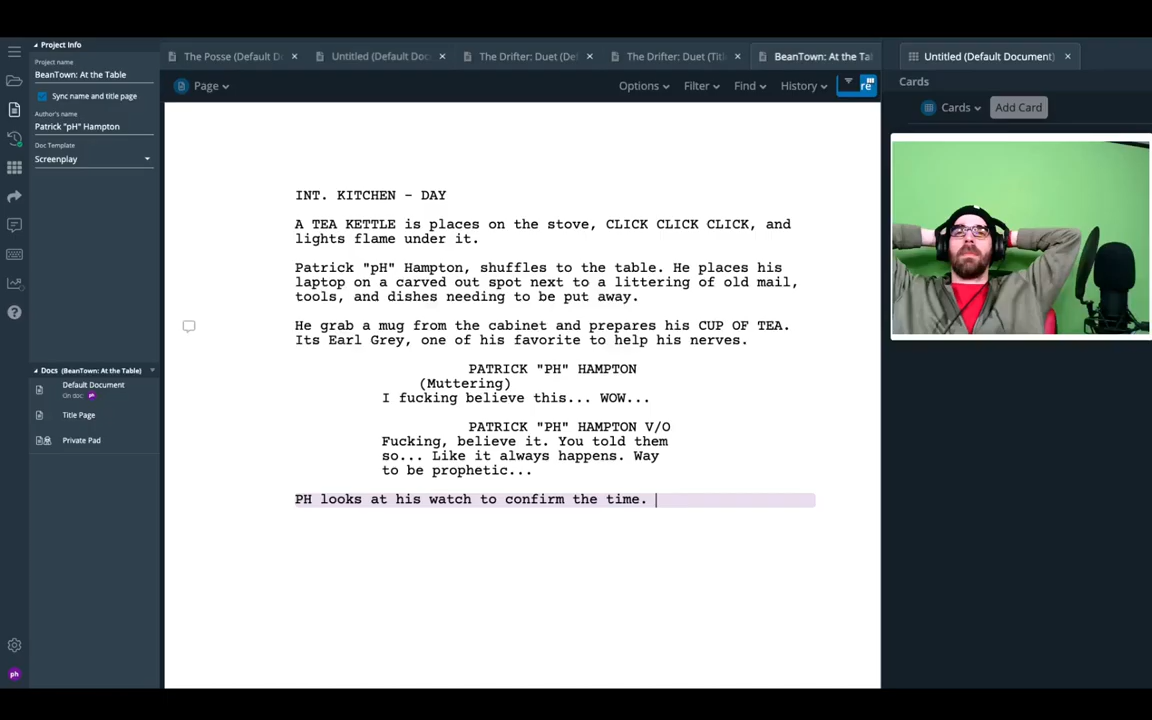 Project Info
Project name
BeanTown: At the Table
Sync name and title page
Author's name
Patrick "pH" Hampton
Doc Template
Screenplay
Docs (BeanTown: At the Table)
Default Document
On doc ph
Title Page
Private Pad
ph
The Posse (Default D
Untitled (Default Doc
The Drifter: Duet (De
The Drifter: Duet (Titl
BeanTown: At the Ta
Untitled (Default Document)
Page
Options
Filter
Find
History
re
Cards
Cards
Add Card
INT. KITCHEN - DAY
A TEA KETTLE is places on the stove, CLICK CLICK CLICK, and
lights flame under it.
Patrick "pH" Hampton, shuffles to the table. He places his
laptop on a carved out spot next to a littering of old mail,
tools, and dishes needing to be put away.
He grab a mug from the cabinet and prepares his CUP OF TEA.
Its Earl Grey, one of his favorite to help his nerves.
PATRICK "PH" HAMPTON
(Muttering)
I fucking believe this... WOW...
PATRICK "PH" HAMPTON V/O
Fucking, believe it. You told them
so... Like it always happens. Way
to be prophetic...
PH looks at his watch to confirm the time.